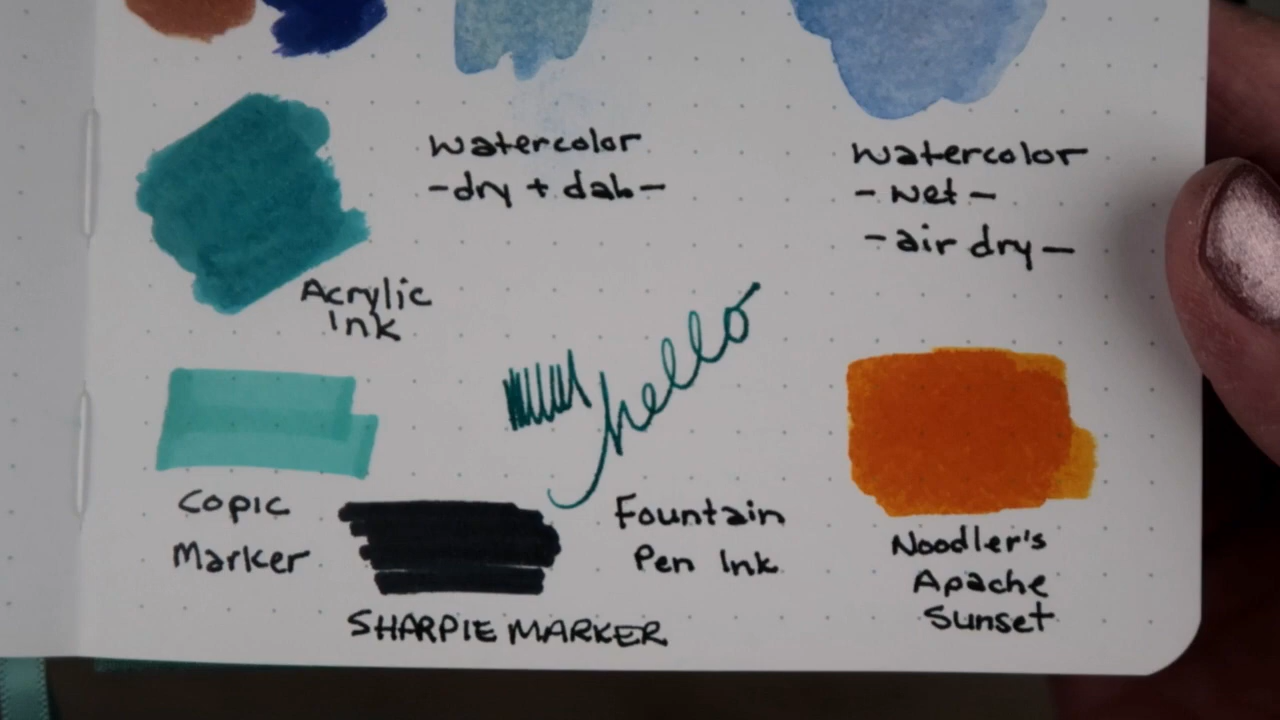 Watercolor
-dry + dab-
Watercolor
- wet -
- air dry -
Acrylic
Ink
hello
Copic
Marker
Fountain
Pen Ink
Noodler's
Apache
Sunset
SHARPIE MARKER